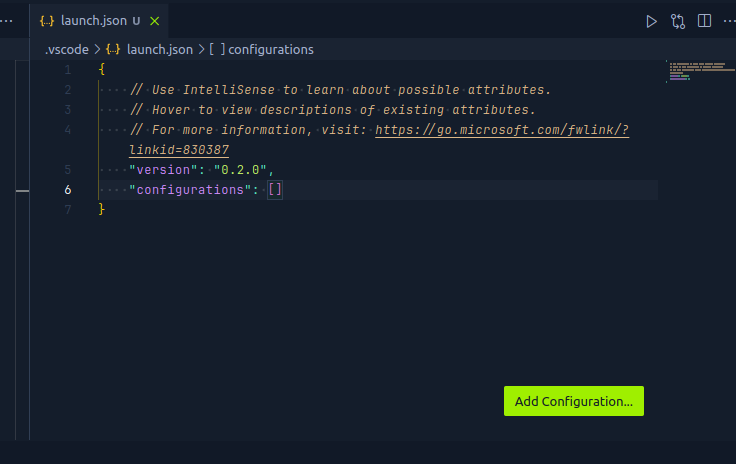 {..} launch.json U ×
.vscode > {..} launch.json > [ ] configurations
1 {
2 // Use IntelliSense to learn about possible attributes.
3 // Hover to view descriptions of existing attributes.
4 // For more information, visit: https://go.microsoft.com/fwlink/?
linkid=830387
5 "version": "0.2.0",
6 "configurations": []
7 }
Add Configuration...